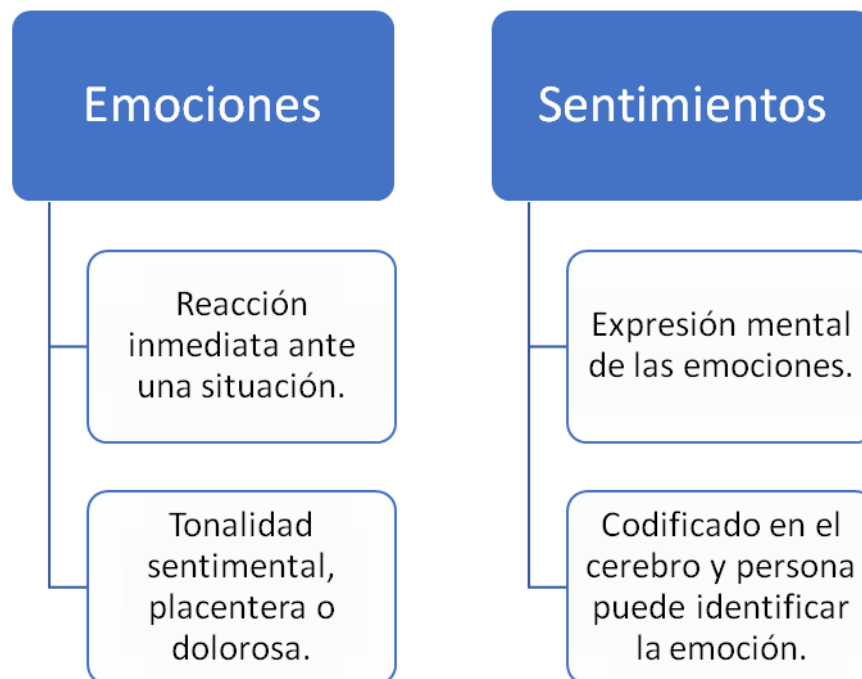 Emociones
Reacción
inmediata ante
una situación.
Tonalidad
sentimental,
placentera o
dolorosa.
Sentimientos
Expresión mental
de las emociones.
Codificado en el
cerebro y persona
puede identificar
la emoción.